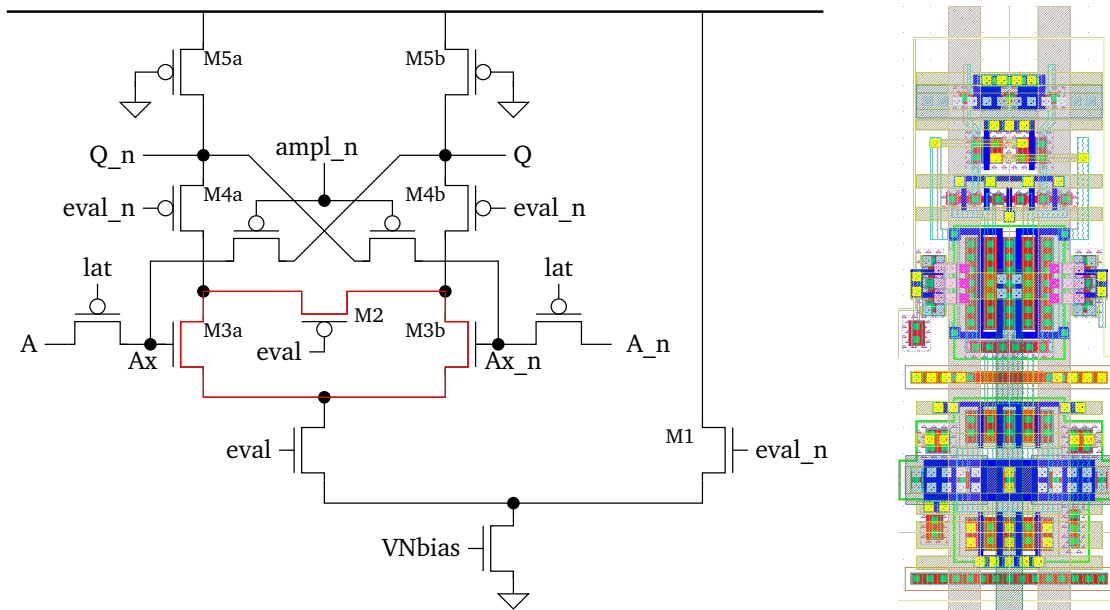 M5a
M5b
Q_n
ampl_n
Q
eval_n
M4a
M4b
eval_n
lat
lat
M2
A
M3a
M3b
A_n
Ax
eval
Ax_n
eval
M1
eval_n
VNbias